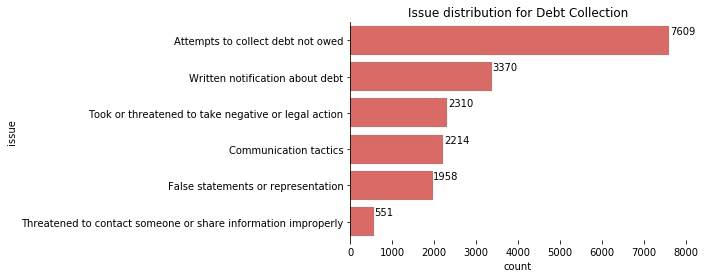 Issue distribution for Debt Collection
Attempts to collect debt not owed
7609
Written notification about debt
3370
Took or threatened to take negative or legal action
2310
Communication tactics
2214
False statements or representation
1958
Threatened to contact someone or share information improperly
551
issue
0 1000 2000 3000 4000 5000 6000 7000 8000
count